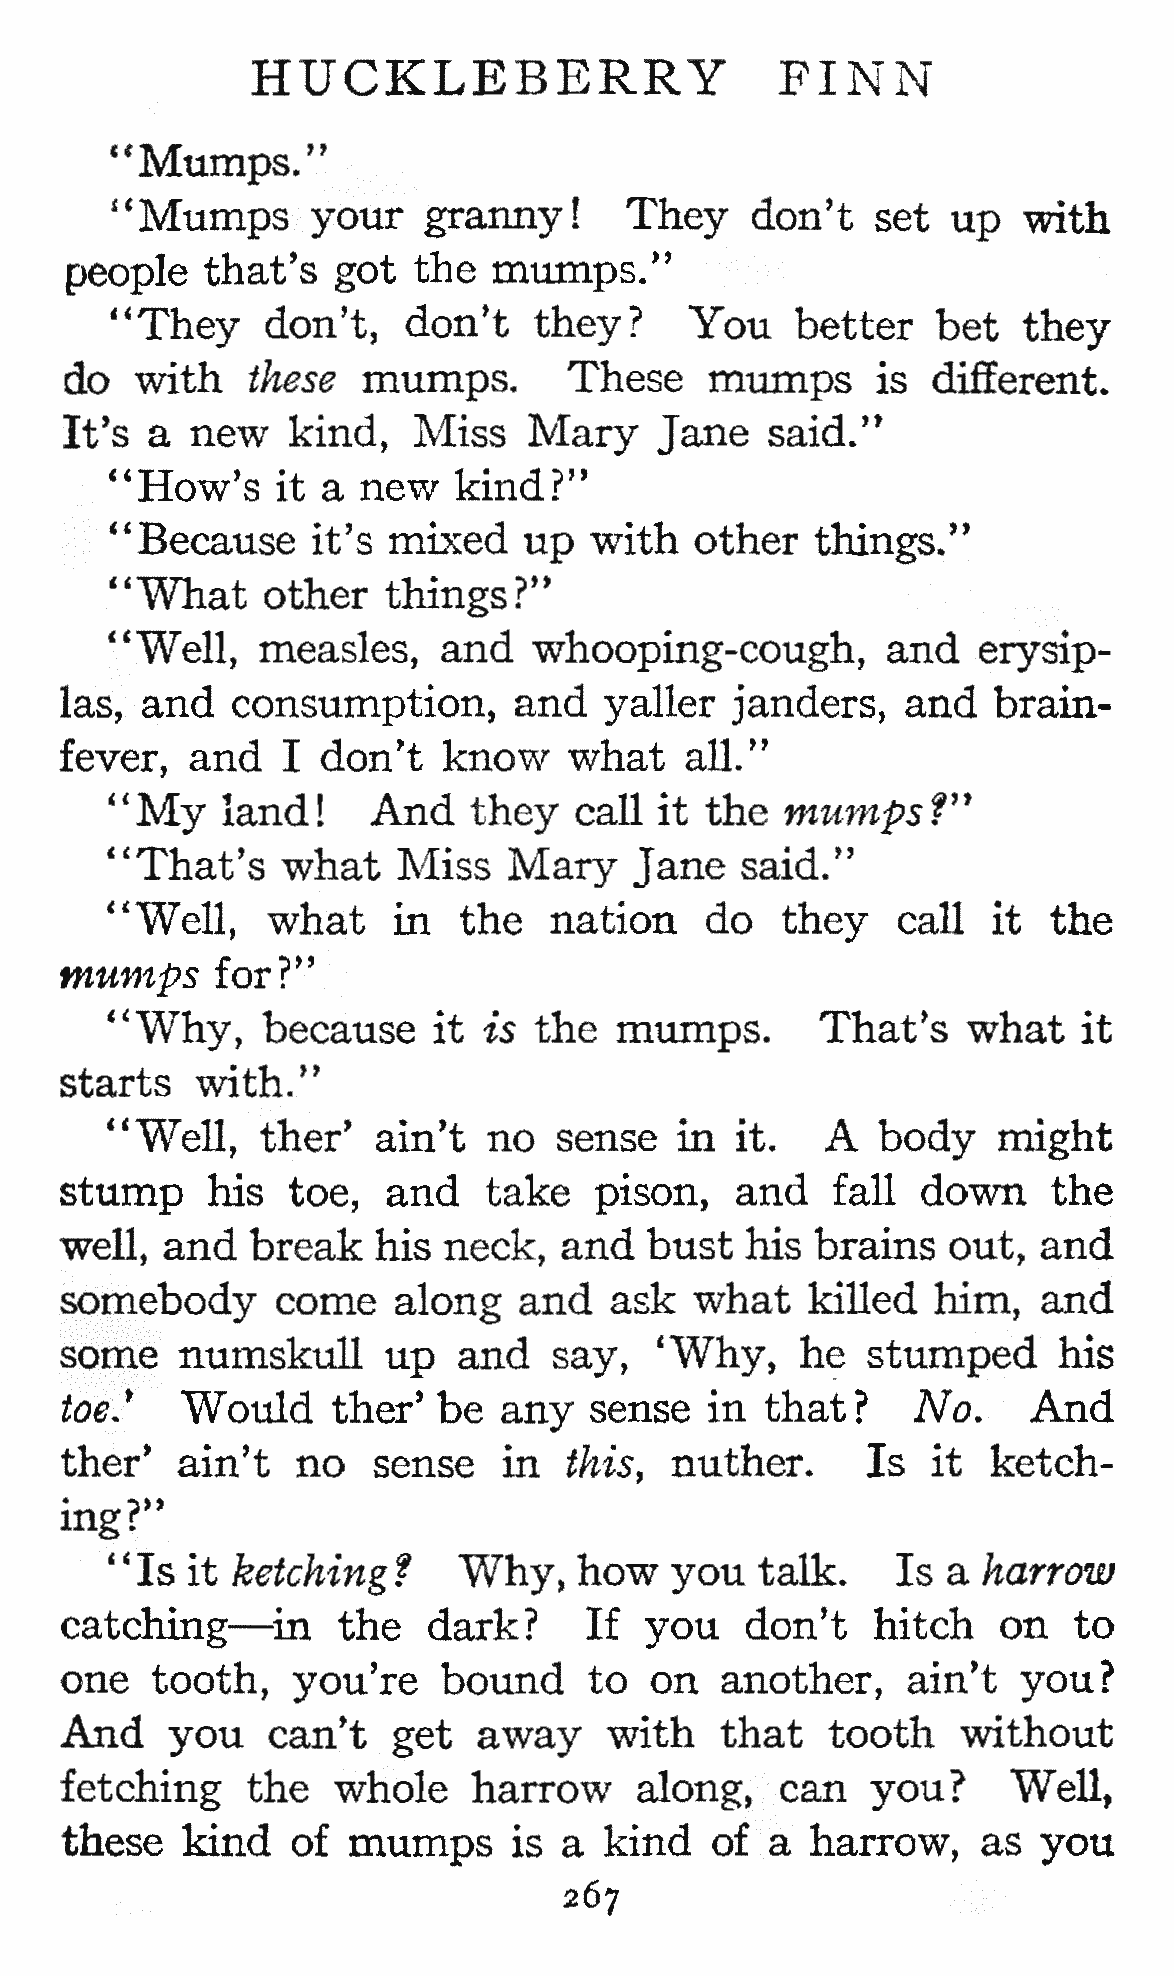 HUCKLEBERRY FINN
“Mumps.”
“Mumps your granny! They don’t set up with
people that’s got the mumps.”
“They don’t, don’t they? You better bet they
do with these mumps. These mumps is different.
It’s a new kind, Miss Mary Jane said.”
“How’s it a new kind?”
“Because it’s mixed up with other things.”
“What other things?”
“Well, measles, and whooping-cough, and erysip-
las, and consumption, and yaller janders, and brain-
fever, and I don’t know what all.”
“My land! And they call it the mumps?”
“That’s what Miss Mary Jane said.”
“Well, what in the nation do they call it the
mumps for?”
“Why, because it is the mumps. That’s what it
starts with.”
“Well, ther’ ain’t no sense in it. A body might
stump his toe, and take pison, and fall down the
well, and break his neck, and bust his brains out, and
somebody come along and ask what killed him, and
some numskull up and say, ‘Why, he stumped his
toe.’ Would ther’ be any sense in that? No. And
ther’ ain’t no sense in this, nuther. Is it ketch-
ing?”
“Is it ketching? Why, how you talk. Is a harrow
catching—in the dark? If you don’t hitch on to
one tooth, you’re bound to on another, ain’t you?
And you can’t get away with that tooth without
fetching the whole harrow along, can you? Well,
these kind of mumps is a kind of a harrow, as you
267